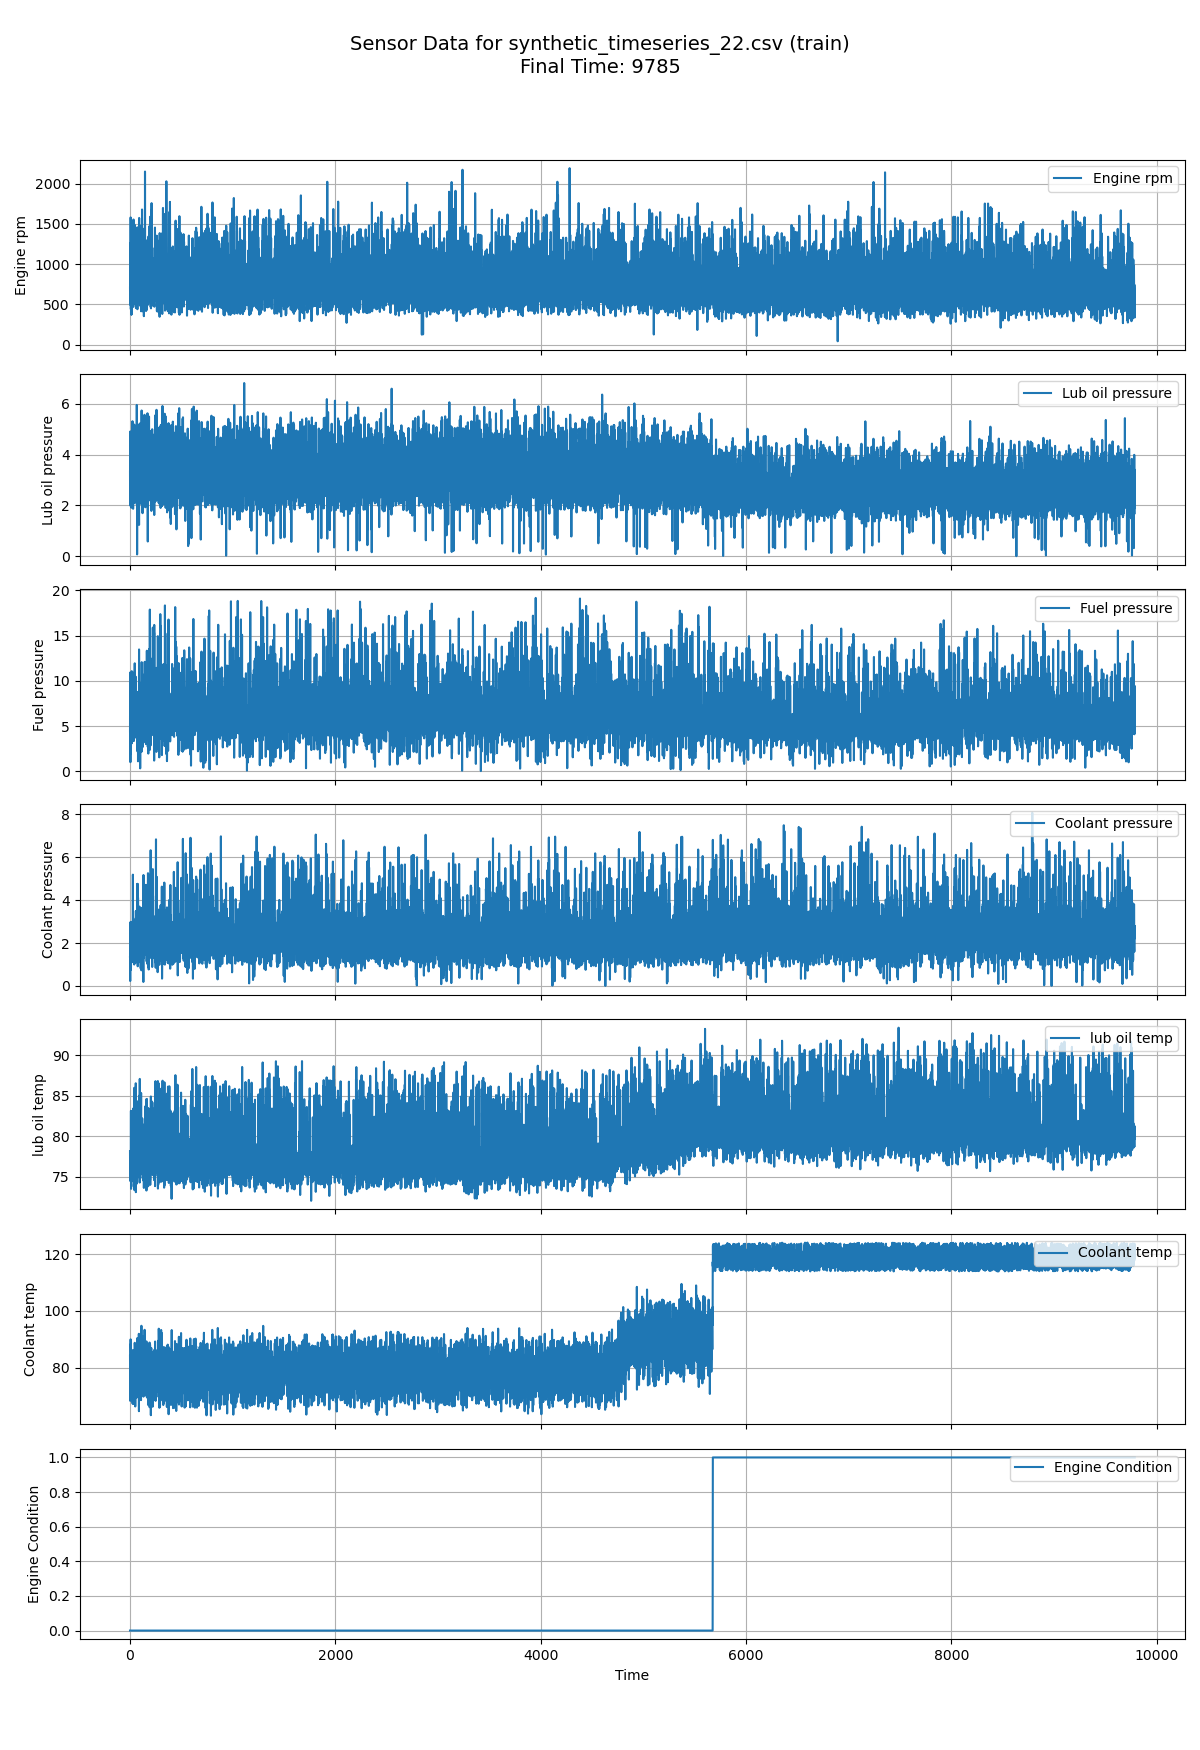 Sensor Data for synthetic_timeseries_22.csv (train)
Final Time: 9785
Engine rpm
2000
1500
1000
500
0
Engine rpm
Lub oil pressure
6
4
2
0
Lub oil pressure
Fuel pressure
20
15
10
5
0
Fuel pressure
Coolant pressure
8
6
4
2
0
Coolant pressure
lub oil temp
90
85
80
75
lub oil temp
Coolant temp
120
100
80
Coolant temp
Engine Condition
1.0
0.8
0.6
0.4
0.2
0.0
Engine Condition
0 2000 4000 6000 8000 10000
Time